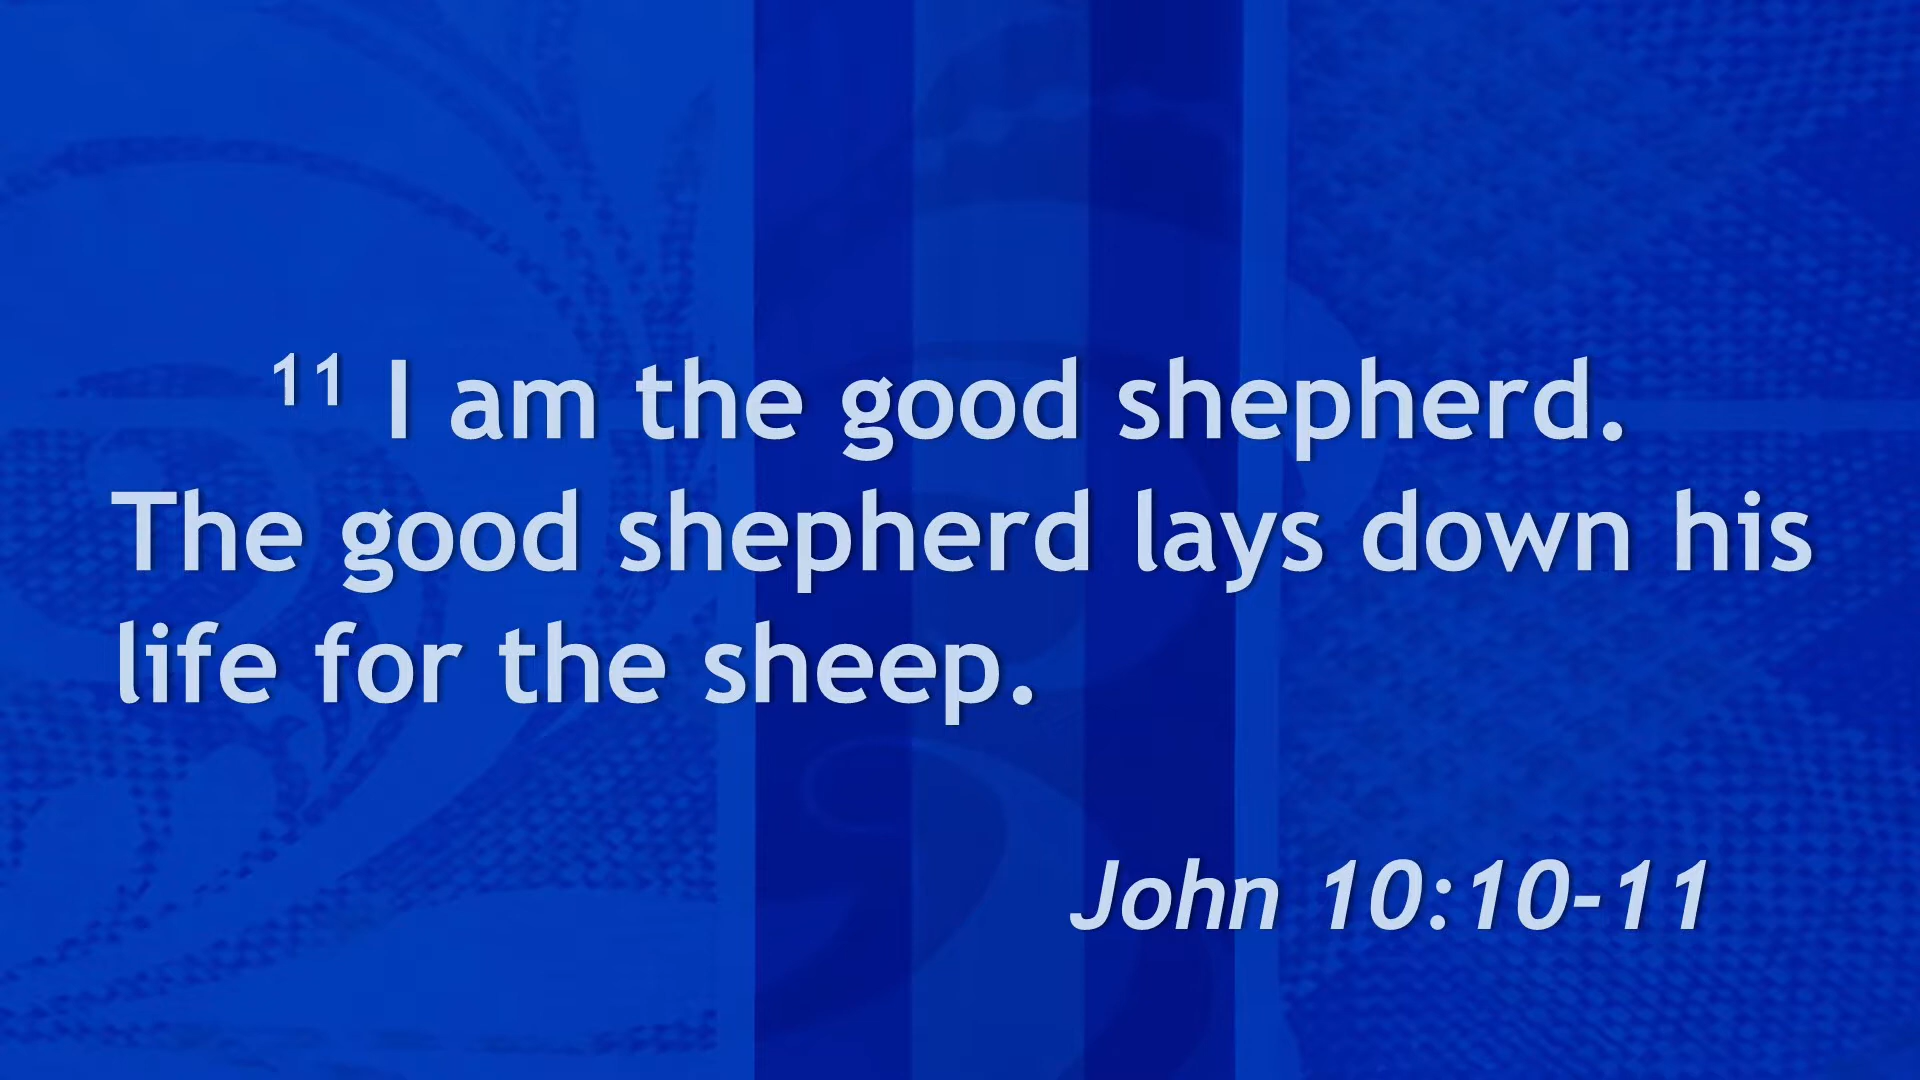 ¹¹ I am the good shepherd.
The good shepherd lays down his
life for the sheep.
John 10:10-11